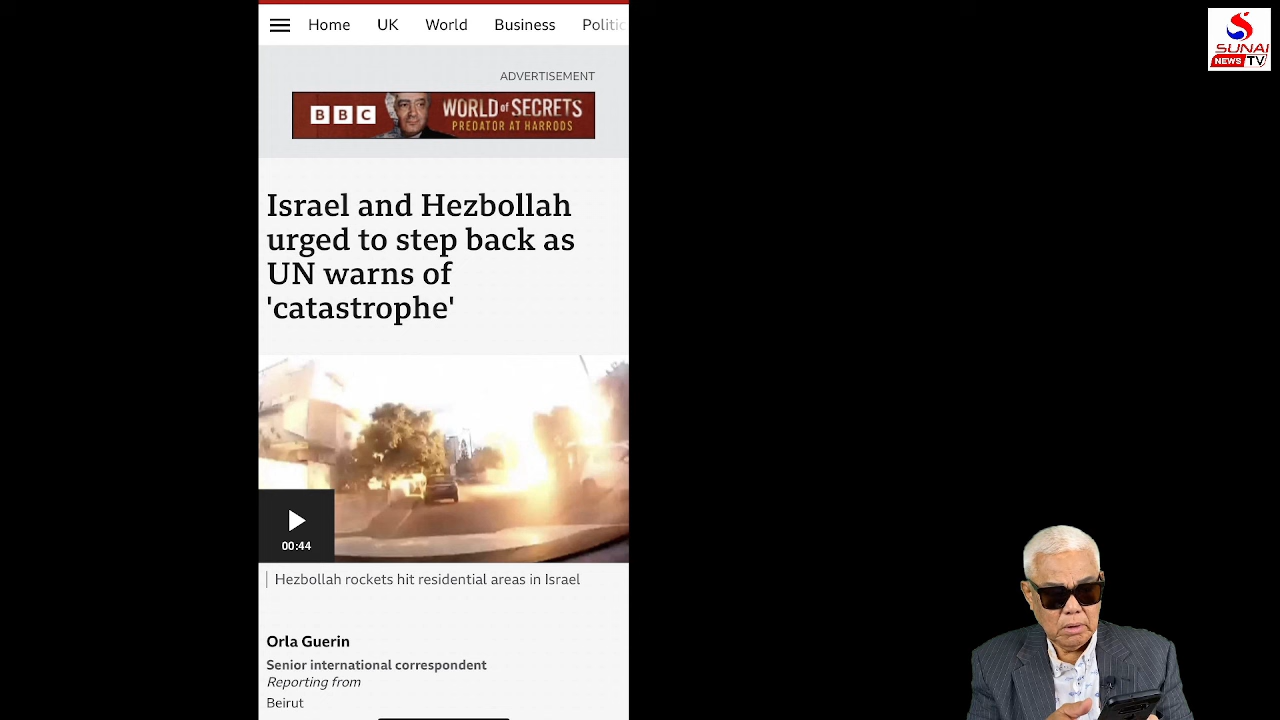 Home UK World Business Politic
SUNAI
NEWS TV
ADVERTISEMENT
BBC WORLD of SECRETS
PREDATOR AT HARRODS
Israel and Hezbollah
urged to step back as
UN warns of
'catastrophe'
00:44
Hezbollah rockets hit residential areas in Israel
Orla Guerin
Senior international correspondent
Reporting from
Beirut